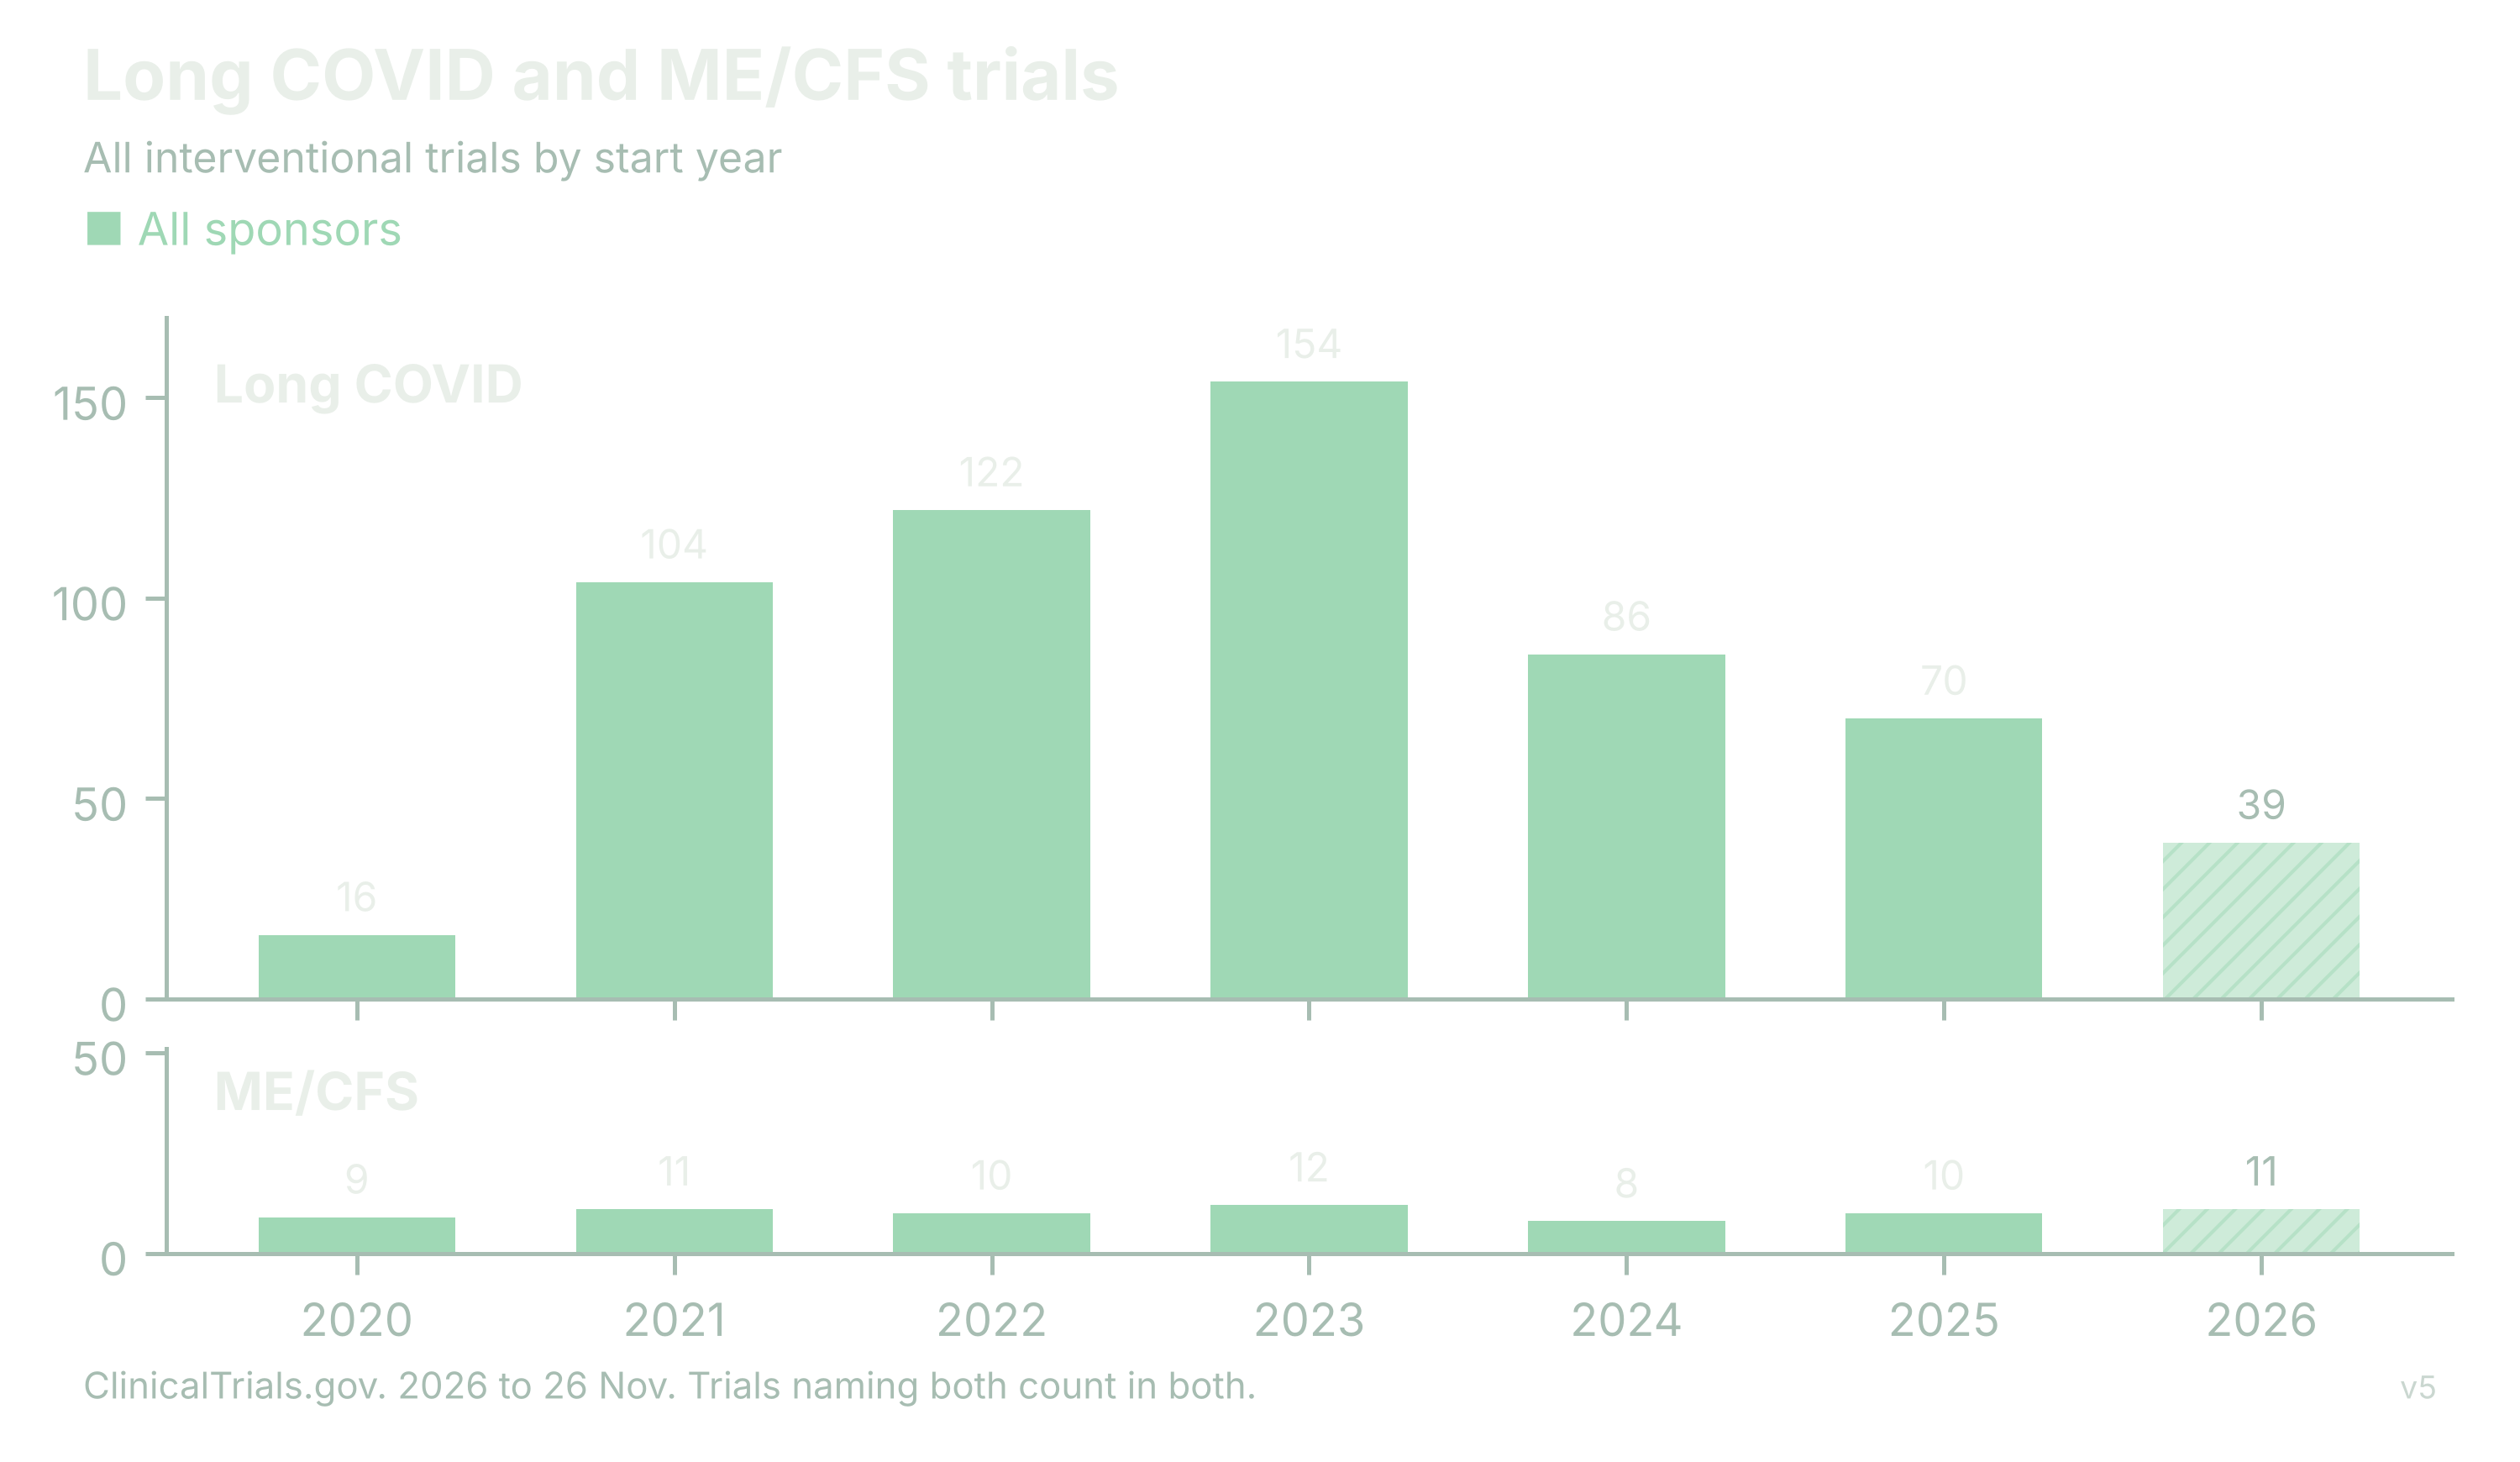 Long COVID and ME/CFS trials
All interventional trials by start year
All sponsors
Long COVID
150
100
50
0
16
104
122
154
86
70
39
ME/CFS
50
0
9
11
10
12
8
10
11
2020 2021 2022 2023 2024 2025 2026
ClinicalTrials.gov. 2026 to 26 Nov. Trials naming both count in both.
v5